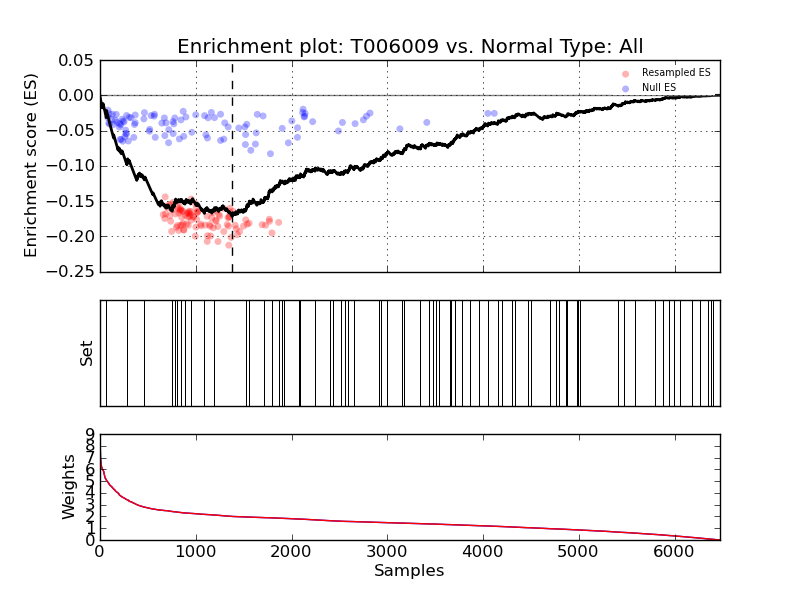 Enrichment plot: T006009 vs. Normal Type: All
Enrichment score (ES)
0.05
0.00
−0.05
−0.10
−0.15
−0.20
−0.25
Resampled ES
Null ES
Set
Weights
9
8
7
6
5
4
3
2
1
0
0 1000 2000 3000 4000 5000 6000
Samples